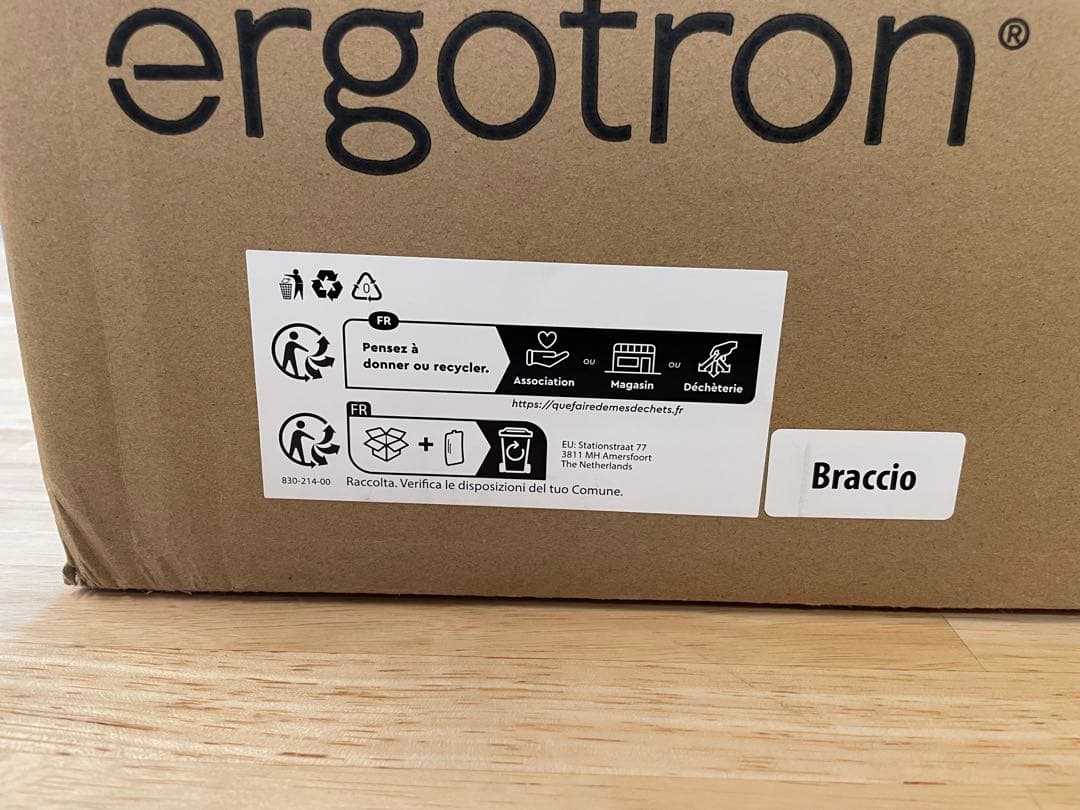 ergotron®
0
FR
Pensez à
donner ou recycler.
OU
OU
Association
Magasin
Déchèterie
https://quefairedemesdechets.fr
FR
+
EU: Stationstraat 77
3811 MH Amersfoort
The Netherlands
830-214-00
Raccolta. Verifica le disposizioni del tuo Comune.
Braccio